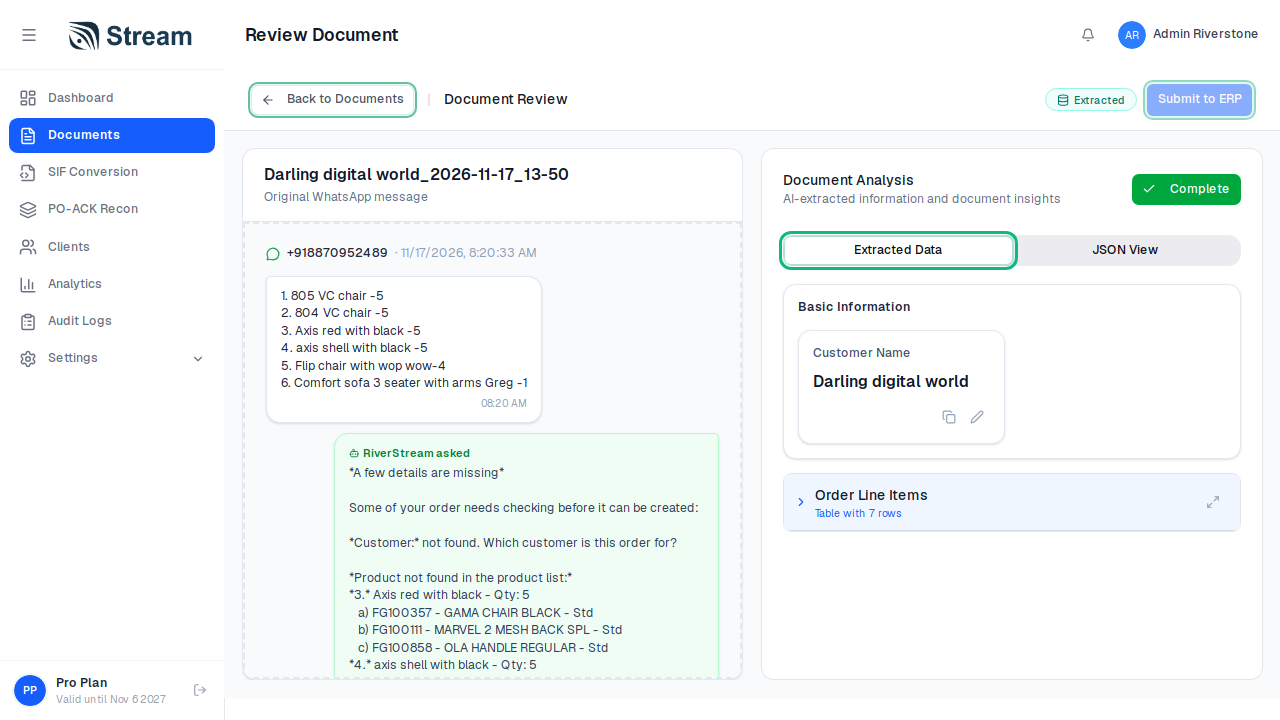 Stream
Review Document
AR
Admin Riverstone
Dashboard
Documents
SIF Conversion
PO-ACK Recon
Clients
Analytics
Audit Logs
Settings
PP
Pro Plan
Valid until Nov 6 2027
Back to Documents
Document Review
Extracted
Submit to ERP
Darling digital world_2026-11-17_13-50
Original WhatsApp message
+918870952489 · 11/17/2026, 8:20:33 AM
1. 805 VC chair -5
2. 804 VC chair -5
3. Axis red with black -5
4. axis shell with black -5
5. Flip chair with wop wow-4
6. Comfort sofa 3 seater with arms Greg -1
08:20 AM
RiverStream asked
*A few details are missing*
Some of your order needs checking before it can be created:
*Customer:* not found. Which customer is this order for?
*Product not found in the product list:*
*3.* Axis red with black - Qty: 5
a) FG100357 - GAMA CHAIR BLACK - Std
b) FG100111 - MARVEL 2 MESH BACK SPL - Std
c) FG100858 - OLA HANDLE REGULAR - Std
*4.* axis shell with black - Qty: 5
Document Analysis
AI-extracted information and document insights
Complete
Extracted Data
JSON View
Basic Information
Customer Name
Darling digital world
Order Line Items
Table with 7 rows